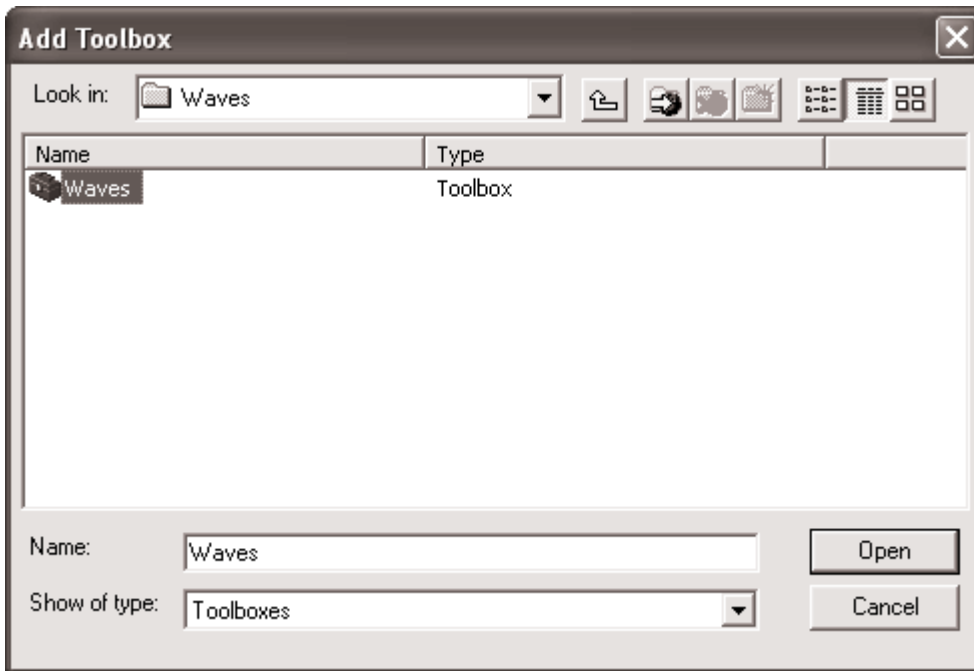 Add Toolbox
Look in: Waves
Name Type
Waves Toolbox
Name: Waves Open
Show of type: Toolboxes Cancel